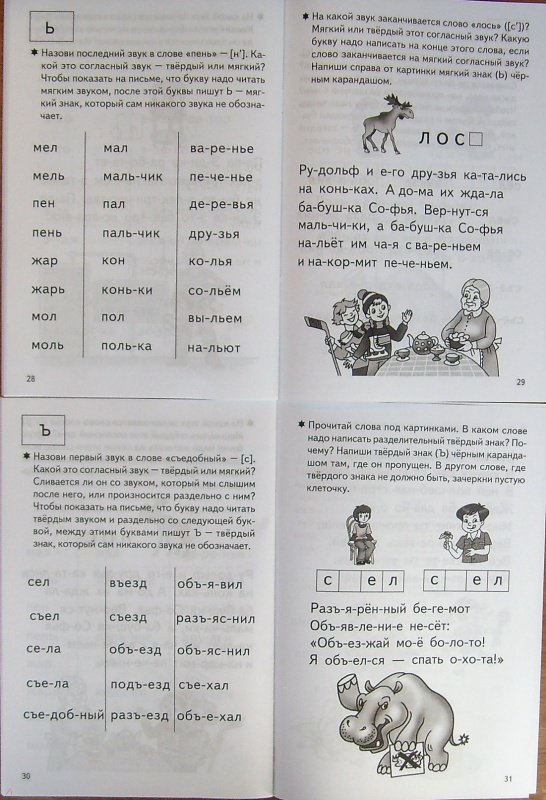 Ь
✶ Назови последний звук в слове «пень» — [н']. Ка-
кой это согласный звук — твёрдый или мягкий?
Чтобы показать на письме, что букву надо читать
мягким звуком, после этой буквы пишут Ь — мяг-
кий знак, который сам никакого звука не обозна-
чает.
мел мал ва-ре-нье
мель маль-чик пе-че-нье
пен пал де-ре-вья
пень паль-чик дру-зья
жар кон ко-лья
жарь конь-ки со-льём
мол пол вы-льем
моль поль-ка на-льют
28
✶ На какой звук заканчивается слово «лось» ([с'])?
Мягкий или твёрдый этот согласный звук? Какую
букву надо написать на конце этого слова, если
слово заканчивается на мягкий согласный звук?
Напиши справа от картинки мягкий знак (Ь) чёр-
ным карандашом.
ЛОС
Ру-дольф и е-го дру-зья ка-та-лись
на конь-ках. А до-ма их жда-ла
ба-буш-ка Со-фья. Вер-нут-ся
маль-чи-ки, а ба-буш-ка Со-фья
на-льёт им ча-я с ва-ре-ньем
и на-кор-мит пе-че-ньем.
29
Ъ
✶ Назови первый звук в слове «съедобный» — [с].
Какой это согласный звук — твёрдый или мягкий?
Сливается ли он со звуком, который мы слышим
после него, или произносится раздельно с ним?
Чтобы показать на письме, что букву надо читать
твёрдым звуком и раздельно со следующей бук-
вой, между этими буквами пишут Ъ — твёрдый
знак, который сам никакого звука не обозначает.
сел въезд объ-я-вил
съел съезд разъ-яс-нил
се-ла объ-езд объ-яс-нил
съе-ла подъ-езд съе-хал
съе-доб-ный разъ-езд объ-е-хал
30
✶ Прочитай слова под картинками. В каком слове
надо написать разделительный твёрдый знак? По-
чему? Напиши твёрдый знак (Ъ) чёрным каранда-
шом там, где он пропущен. В другом слове, где
твёрдого знака не должно быть, зачеркни пустую
клеточку.
с ел с ел
Разъ-я-рён-ный бе-ге-мот
Объ-яв-ле-ни-е не-сёт:
«Объ-ез-жай мо-ё бо-ло-то!
Я объ-ел-ся — спать о-хо-та!»
31